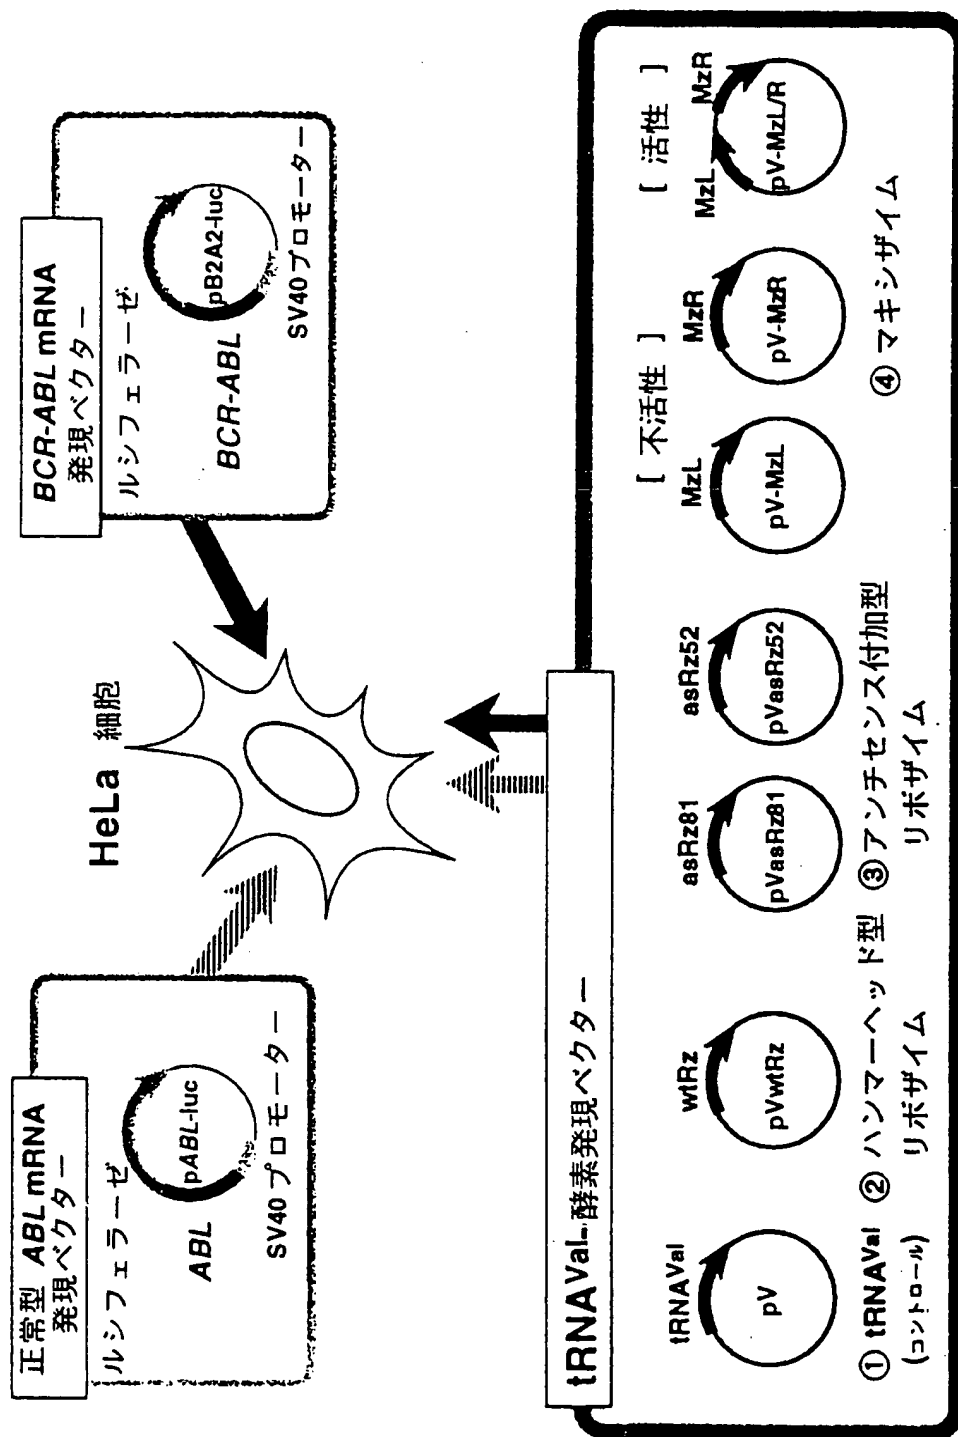 正常型 ABL mRNA
発現ベクター
ルシフェラーゼ
pABL-luc
ABL
SV40プロモーター
HeLa 細胞
BCR-ABL mRNA
発現ベクター
ルシフェラーゼ
pB2A2-luc
BCR-ABL
SV40プロモーター
tRNAVal-酵素発現ベクター
tRNAVal
pV
① tRNAVal
(コントロール)
wtRz
pVwtRz
② ハンマーヘッド型
リボザイム
asRz81
pVasRz81
asRz52
pVasRz52
③アンチセンス付加型
リボザイム
[ 不活性 ]
MzL
pV-MzL
MzR
pV-MzR
[ 活性 ]
MzL
MzR
pV-MzL/R
④ マキシザイム